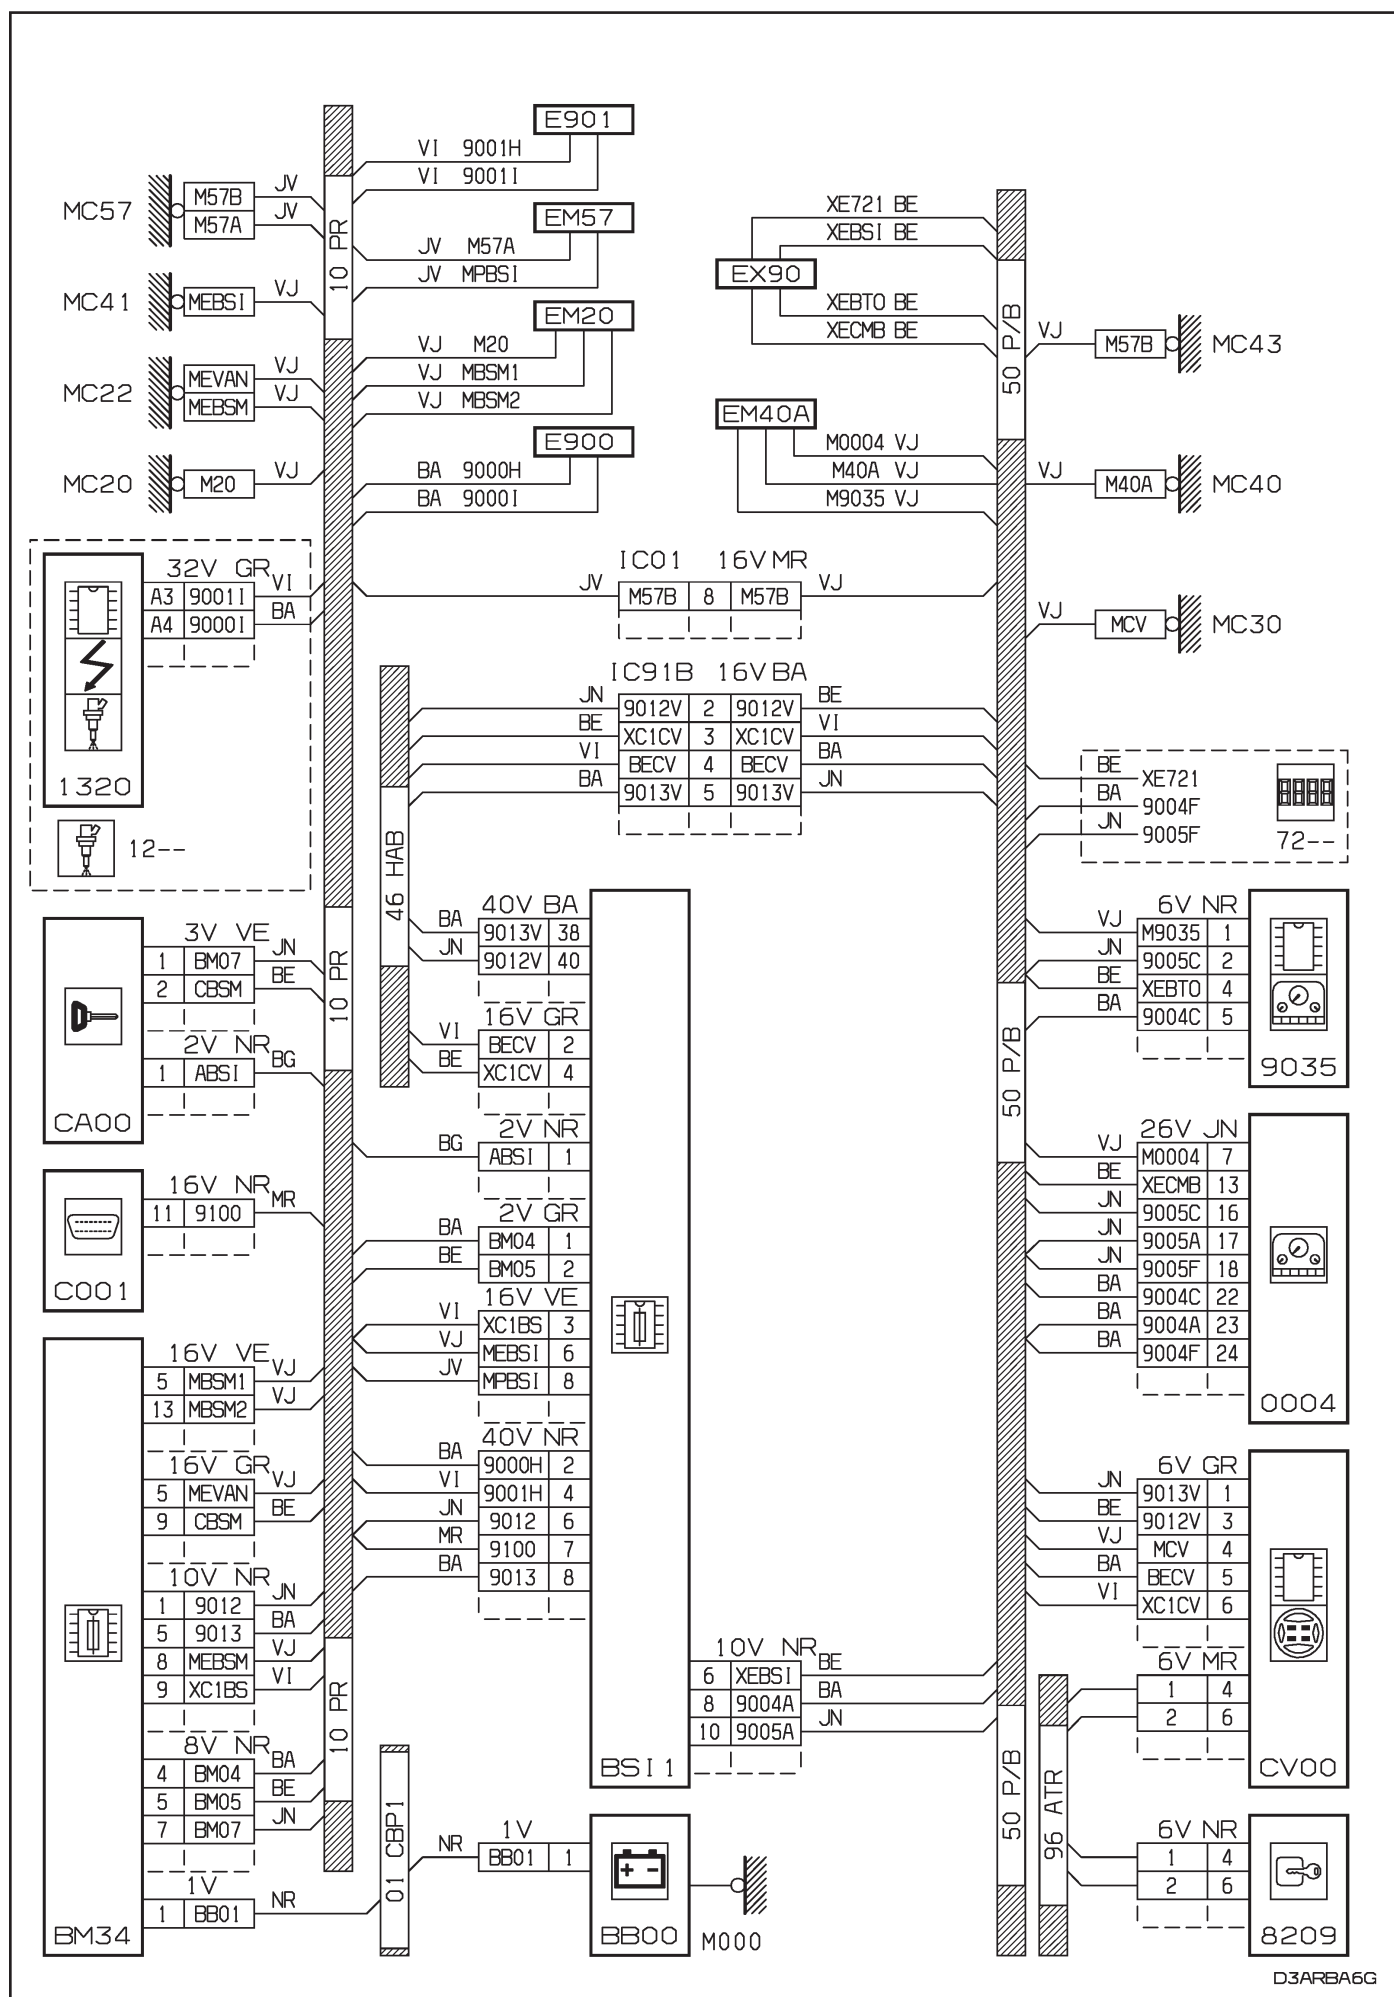 E901
VI 9001H
VI 9001I
MC57
M57B JV
M57A JV
10 PR
EM57
JV M57A
JV MPBSI
MC41
MEBSI VJ
EM20
VJ M20
VJ MBSM1
VJ MBSM2
MC22
MEVAN VJ
MEBSM VJ
E900
BA 9000H
BA 9000I
MC20
M20 VJ
XE721 BE
XEBSI BE
EX90
XEBTO BE
XECMB BE
50 P/B
VJ M57B MC43
EM40A
M0004 VJ
M40A VJ
M9035 VJ
VJ M40A MC40
VJ MCV MC30
32V GR
A3 9001I VI
A4 9000I BA
1320
12--
IC01 16V MR
JV M57B 8 M57B VJ
IC91B 16V BA
JN 9012V 2 9012V BE
BE XC1CV 3 XC1CV VI
VI BECV 4 BECV BA
BA 9013V 5 9013V JN
46 HAB
BE XE721
BA 9004F
JN 9005F
72--
3V VE
1 BM07 JN
2 CBSM BE
2V NR
1 ABSI BG
CA00
10 PR
16V NR
11 9100 MR
C001
16V VE
5 MBSM1 VJ
13 MBSM2 VJ
16V GR
5 MEVAN VJ
9 CBSM BE
10V NR
1 9012 JN
5 9013 BA
8 MEBSM VJ
9 XC1BS VI
8V NR
4 BM04 BA
5 BM05 BE
7 BM07 JN
1V
1 BB01 NR
BM34
10 PR
01 CBP1
40V BA
BA 9013V 38
JN 9012V 40
16V GR
VI BECV 2
BE XC1CV 4
2V NR
BG ABSI 1
2V GR
BA BM04 1
BE BM05 2
16V VE
VI XC1BS 3
VJ MEBSI 6
JV MPBSI 8
40V NR
BA 9000H 2
VI 9001H 4
JN 9012 6
MR 9100 7
BA 9013 8
BSI1
10V NR
6 XEBSI BE
8 9004A BA
10 9005A JN
1V
NR BB01 1
BB00
M000
50 P/B
6V NR
VJ M9035 1
JN 9005C 2
BE XEBTO 4
BA 9004C 5
9035
26V JN
VJ M0004 7
BE XECMB 13
JN 9005C 16
JN 9005A 17
JN 9005F 18
BA 9004C 22
BA 9004A 23
BA 9004F 24
0004
6V GR
JN 9013V 1
BE 9012V 3
VJ MCV 4
BA BECV 5
VI XC1CV 6
6V MR
1 4
2 6
CV00
50 P/B
96 ATR
6V NR
1 4
2 6
8209
D3ARBA6G